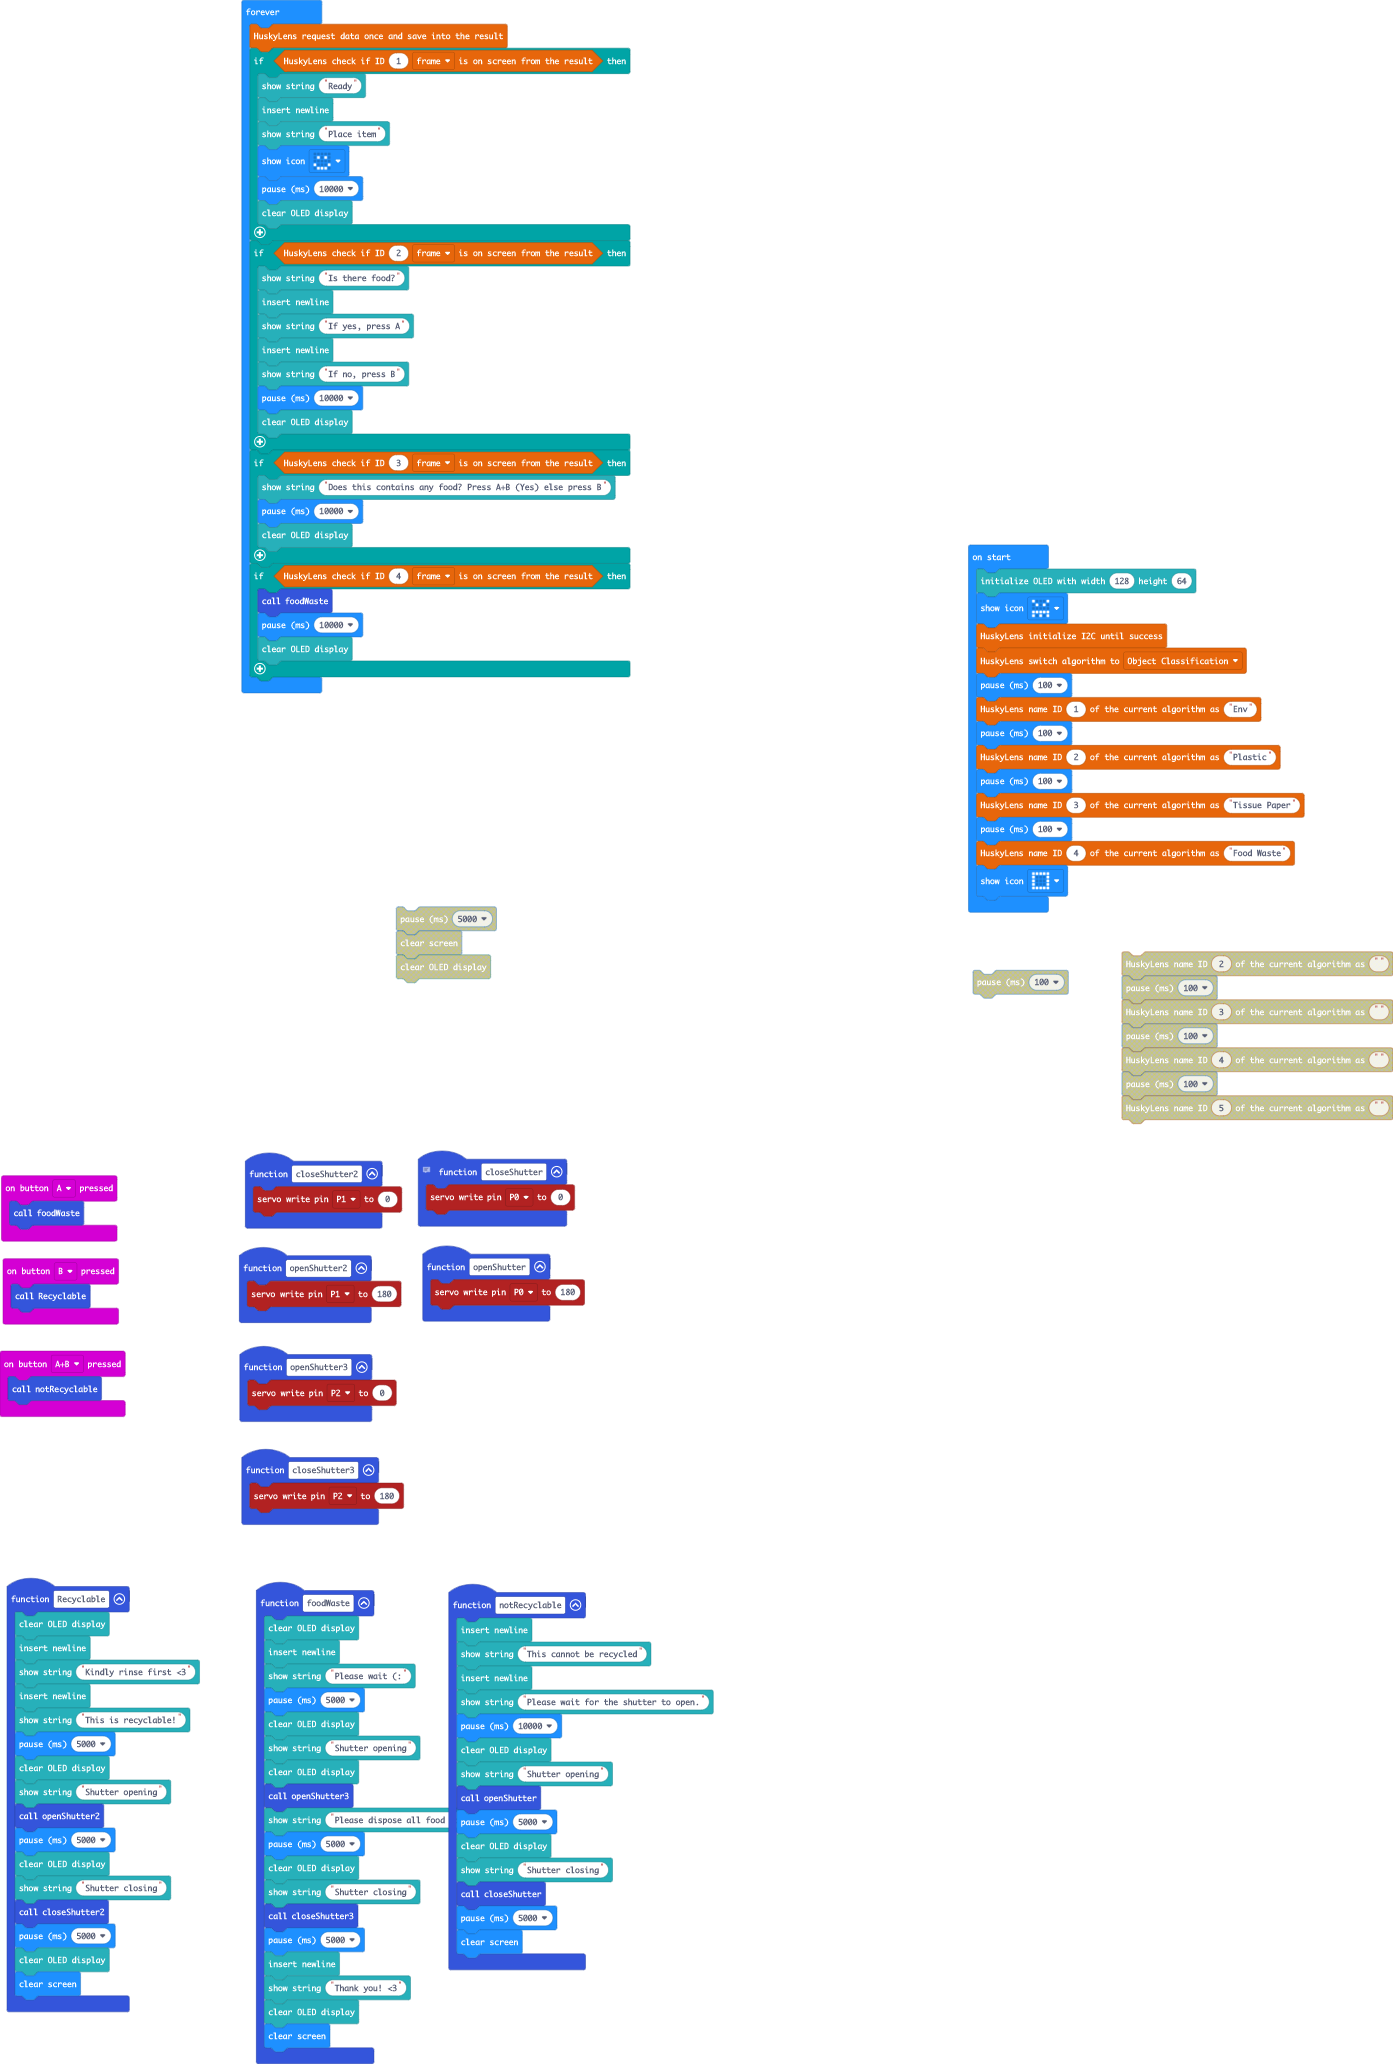 forever
HuskyLens request data once and save into the result
if HuskyLens check if ID 1 frame is on screen from the result then
show string "Ready"
insert newline
show string "Place item"
show icon
pause (ms) 10000
clear OLED display
if HuskyLens check if ID 2 frame is on screen from the result then
show string "Is there food?"
insert newline
show string "If yes, press A"
insert newline
show string "If no, press B"
pause (ms) 10000
clear OLED display
if HuskyLens check if ID 3 frame is on screen from the result then
show string "Does this contains any food? Press A+B (Yes) else press B"
pause (ms) 10000
clear OLED display
if HuskyLens check if ID 4 frame is on screen from the result then
call foodWaste
pause (ms) 10000
clear OLED display
on start
initialize OLED with width 128 height 64
show icon
HuskyLens initialize I2C until success
HuskyLens switch algorithm to Object Classification
pause (ms) 100
HuskyLens name ID 1 of the current algorithm as "Env"
pause (ms) 100
HuskyLens name ID 2 of the current algorithm as "Plastic"
pause (ms) 100
HuskyLens name ID 3 of the current algorithm as "Tissue Paper"
pause (ms) 100
HuskyLens name ID 4 of the current algorithm as "Food Waste"
show icon
pause (ms) 5000
clear screen
clear OLED display
pause (ms) 100
HuskyLens name ID 2 of the current algorithm as ""
pause (ms) 100
HuskyLens name ID 3 of the current algorithm as ""
pause (ms) 100
HuskyLens name ID 4 of the current algorithm as ""
pause (ms) 100
HuskyLens name ID 5 of the current algorithm as ""
on button A pressed
call foodWaste
on button B pressed
call Recyclable
on button A+B pressed
call notRecyclable
function closeShutter2
servo write pin P1 to 0
function closeShutter
servo write pin P0 to 0
function openShutter2
servo write pin P1 to 180
function openShutter
servo write pin P0 to 180
function openShutter3
servo write pin P2 to 0
function closeShutter3
servo write pin P2 to 180
function Recyclable
clear OLED display
insert newline
show string "Kindly rinse first <3"
insert newline
show string "This is recyclable!"
pause (ms) 5000
clear OLED display
show string "Shutter opening"
call openShutter2
pause (ms) 5000
clear OLED display
show string "Shutter closing"
call closeShutter2
pause (ms) 5000
clear OLED display
clear screen
function foodWaste
clear OLED display
insert newline
show string "Please wait (:"
pause (ms) 5000
clear OLED display
show string "Shutter opening"
clear OLED display
call openShutter3
show string "Please dispose all food
pause (ms) 5000
clear OLED display
show string "Shutter closing"
call closeShutter3
pause (ms) 5000
insert newline
show string "Thank you! <3"
clear OLED display
clear screen
function notRecyclable
insert newline
show string "This cannot be recycled"
insert newline
show string "Please wait for the shutter to open."
pause (ms) 10000
clear OLED display
show string "Shutter opening"
call openShutter
pause (ms) 5000
clear OLED display
show string "Shutter closing"
call closeShutter
pause (ms) 5000
clear screen